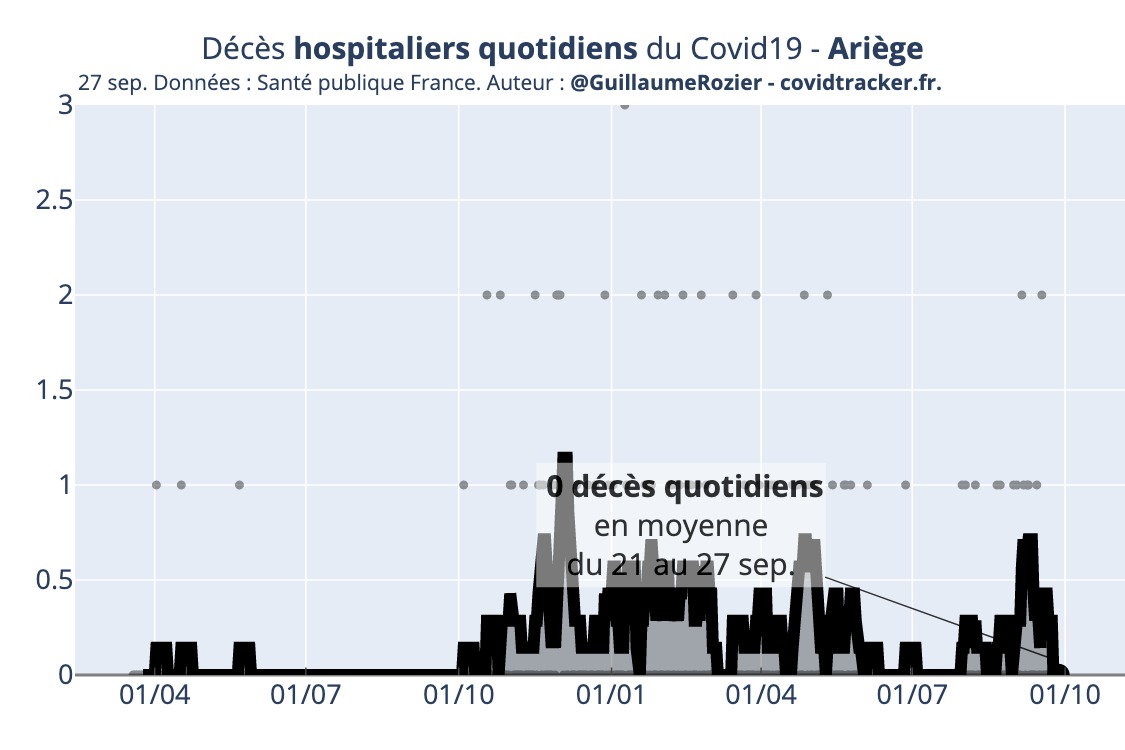 Décès hospitaliers quotidiens du Covid19 - Ariège
27 sep. Données : Santé publique France. Auteur : @GuillaumeRozier - covidtracker.fr.
3
2.5
2
1.5
1
0.5
0
0 décès quotidiens
en moyenne
du 21 au 27 sep.
01/04 01/07 01/10 01/01 01/04 01/07 01/10